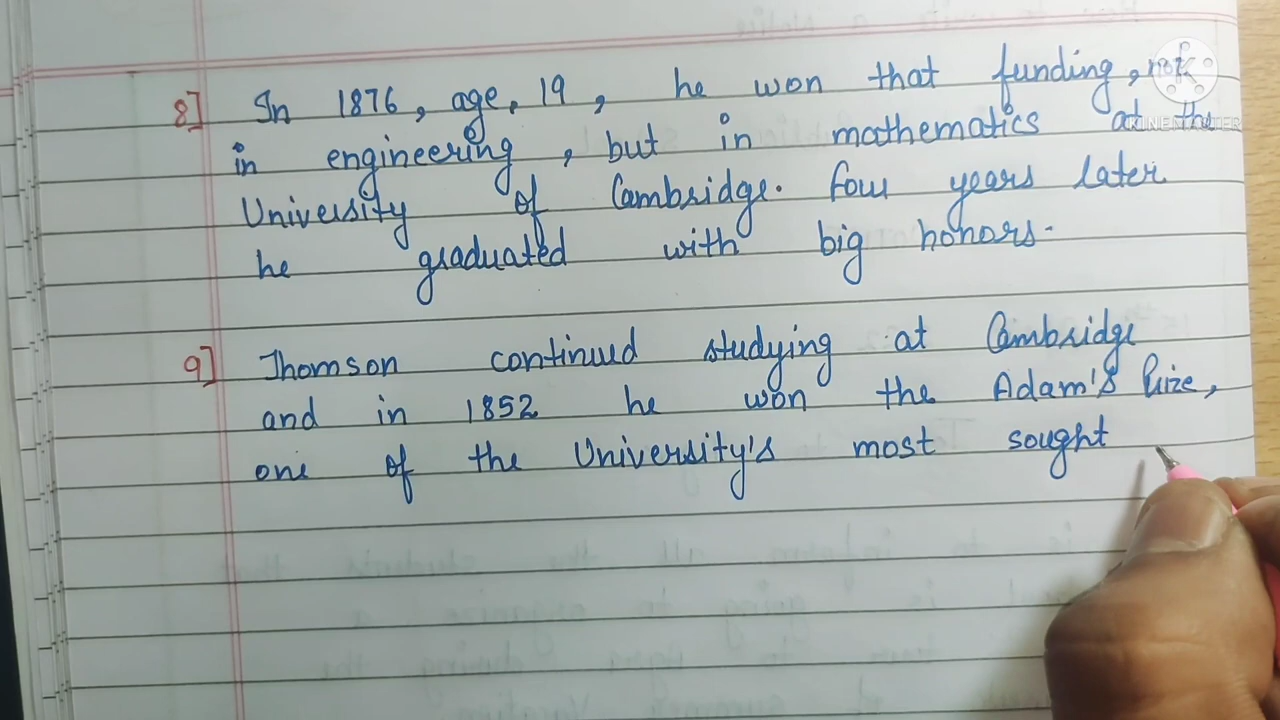 8] In 1876, age, 19, he won that funding, not
in engineering, but in mathematics at the
University of Cambridge. four years later
he graduated with big honors.
9] Thomson continued studying at Cambridge
and in 1852 he won the Adam's Prize,
one of the University's most sought
KINEMASTER